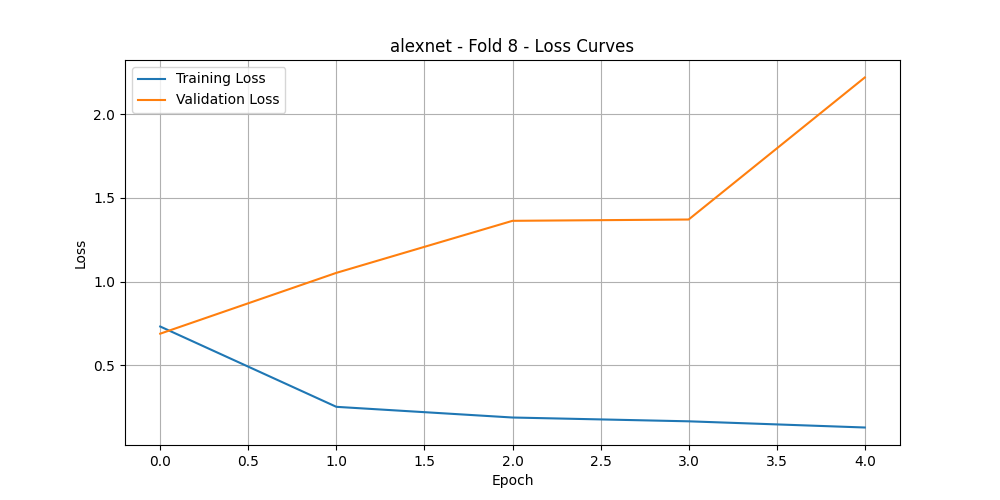 alexnet - Fold 8 - Loss Curves
Training Loss
Validation Loss
2.0
1.5
1.0
0.5
Loss
0.0 0.5 1.0 1.5 2.0 2.5 3.0 3.5 4.0
Epoch